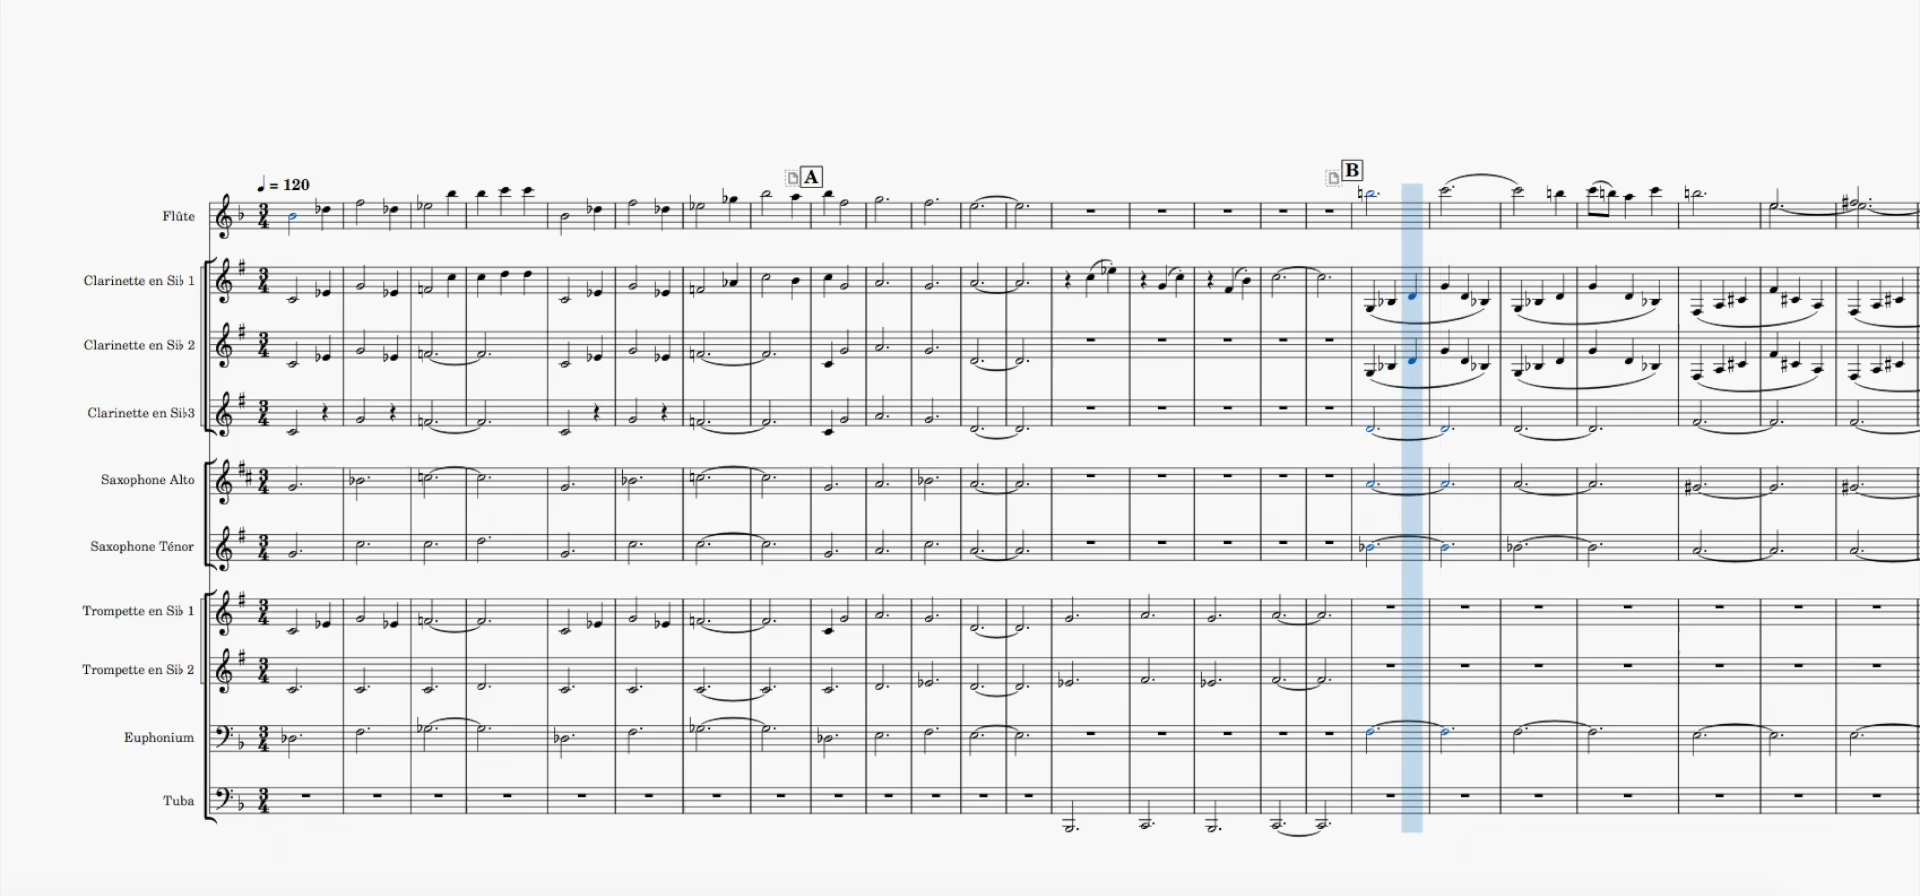 ♩ = 120
A
B
Flûte
Clarinette en Si♭ 1
Clarinette en Si♭ 2
Clarinette en Si♭3
Saxophone Alto
Saxophone Ténor
Trompette en Si♭ 1
Trompette en Si♭ 2
Euphonium
Tuba